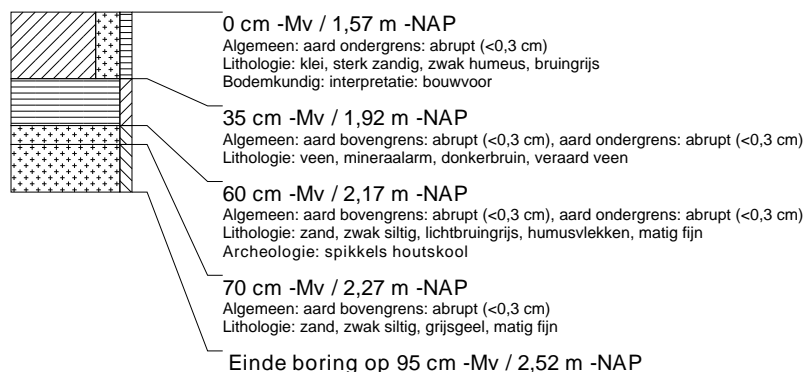 0 cm -Mv / 1,57 m -NAP
Algemeen: aard ondergrens: abrupt (<0,3 cm)
Lithologie: klei, sterk zandig, zwak humeus, bruingrijs
Bodemkundig: interpretatie: bouwvoor
35 cm -Mv / 1,92 m -NAP
Algemeen: aard bovengrens: abrupt (<0,3 cm), aard ondergrens: abrupt (<0,3 cm)
Lithologie: veen, mineraalarm, donkerbruin, veraard veen
60 cm -Mv / 2,17 m -NAP
Algemeen: aard bovengrens: abrupt (<0,3 cm), aard ondergrens: abrupt (<0,3 cm)
Lithologie: zand, zwak siltig, lichtbruingrijs, humusvlekken, matig fijn
Archeologie: spikkels houtskool
70 cm -Mv / 2,27 m -NAP
Algemeen: aard bovengrens: abrupt (<0,3 cm)
Lithologie: zand, zwak siltig, grijsgeel, matig fijn
Einde boring op 95 cm -Mv / 2,52 m -NAP